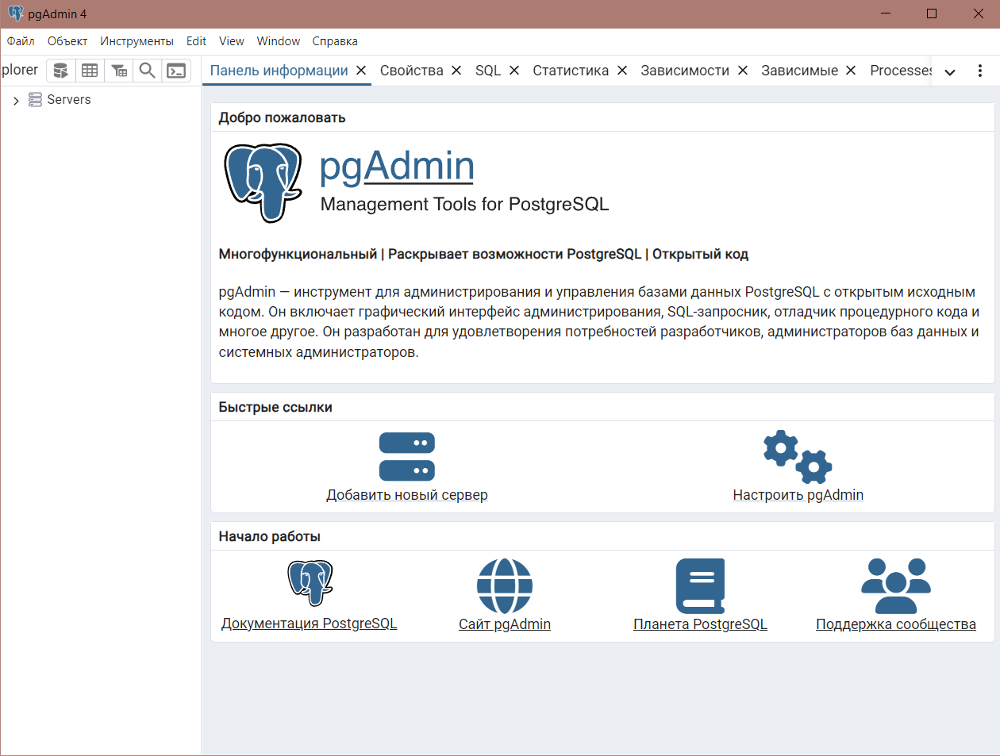 pgAdmin 4
Файл Объект Инструменты Edit View Window Справка
plorer Панель информации Свойства SQL Статистика Зависимости Зависимые Processes
Servers
Добро пожаловать
pgAdmin
Management Tools for PostgreSQL
Многофункциональный | Раскрывает возможности PostgreSQL | Открытый код
pgAdmin — инструмент для администрирования и управления базами данных PostgreSQL с открытым исходным
кодом. Он включает графический интерфейс администрирования, SQL-запросник, отладчик процедурного кода и
многое другое. Он разработан для удовлетворения потребностей разработчиков, администраторов баз данных и
системных администраторов.
Быстрые ссылки
Добавить новый сервер Настроить pgAdmin
Начало работы
Документация PostgreSQL Сайт pgAdmin Планета PostgreSQL Поддержка сообщества